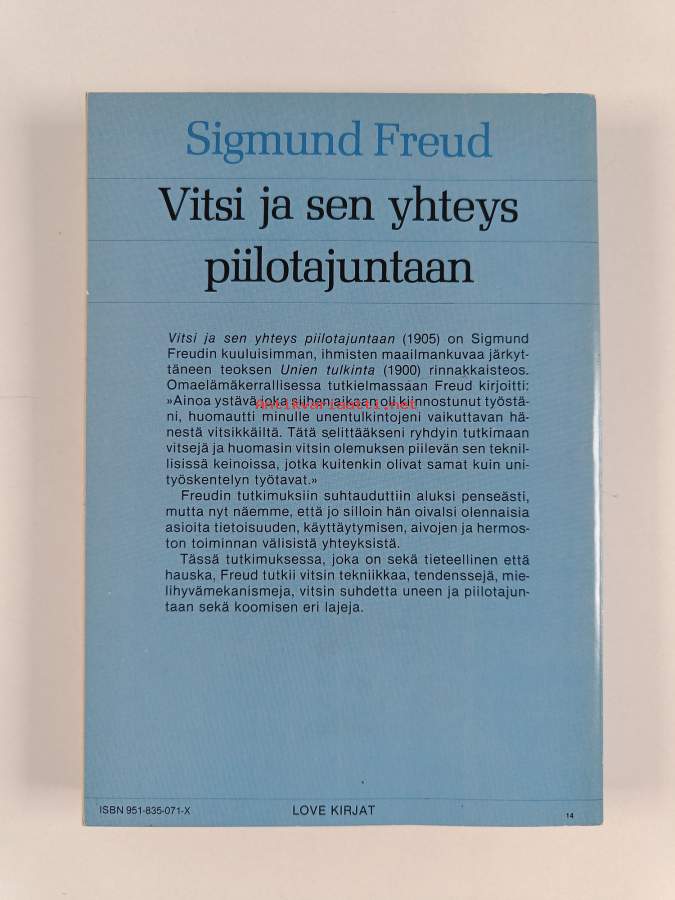 Sigmund Freud
Vitsi ja sen yhteys
piilotajuntaan
Vitsi ja sen yhteys piilotajuntaan (1905) on Sigmund
Freudin kuuluisimman, ihmisten maailmankuvaa järkyt-
täneen teoksen Unien tulkinta (1900) rinnakkaisteos.
Omaelämäkerrallisessa tutkielmassaan Freud kirjoitti:
»Ainoa ystävä joka siihen aikaan oli kiinnostunut työstä-
Antikvariaatti.net
ni, huomautti minulle unentulkintojeni vaikuttavan hä-
nestä vitsikkäiltä. Tätä selittääkseni ryhdyin tutkimaan
vitsejä ja huomasin vitsin olemuksen piilevän sen teknil-
lisissä keinoissa, jotka kuitenkin olivat samat kuin uni-
työskentelyn työtavat.»
Freudin tutkimuksiin suhtauduttiin aluksi penseästi,
mutta nyt näemme, että jo silloin hän oivalsi olennaisia
asioita tietoisuuden, käyttäytymisen, aivojen ja hermos-
ton toiminnan välisistä yhteyksistä.
Tässä tutkimuksessa, joka on sekä tieteellinen että
hauska, Freud tutkii vitsin tekniikkaa, tendenssejä, mie-
lihyvämekanismeja, vitsin suhdetta uneen ja piilotajun-
taan sekä koomisen eri lajeja.
ISBN 951-835-071-X
LOVE KIRJAT
14